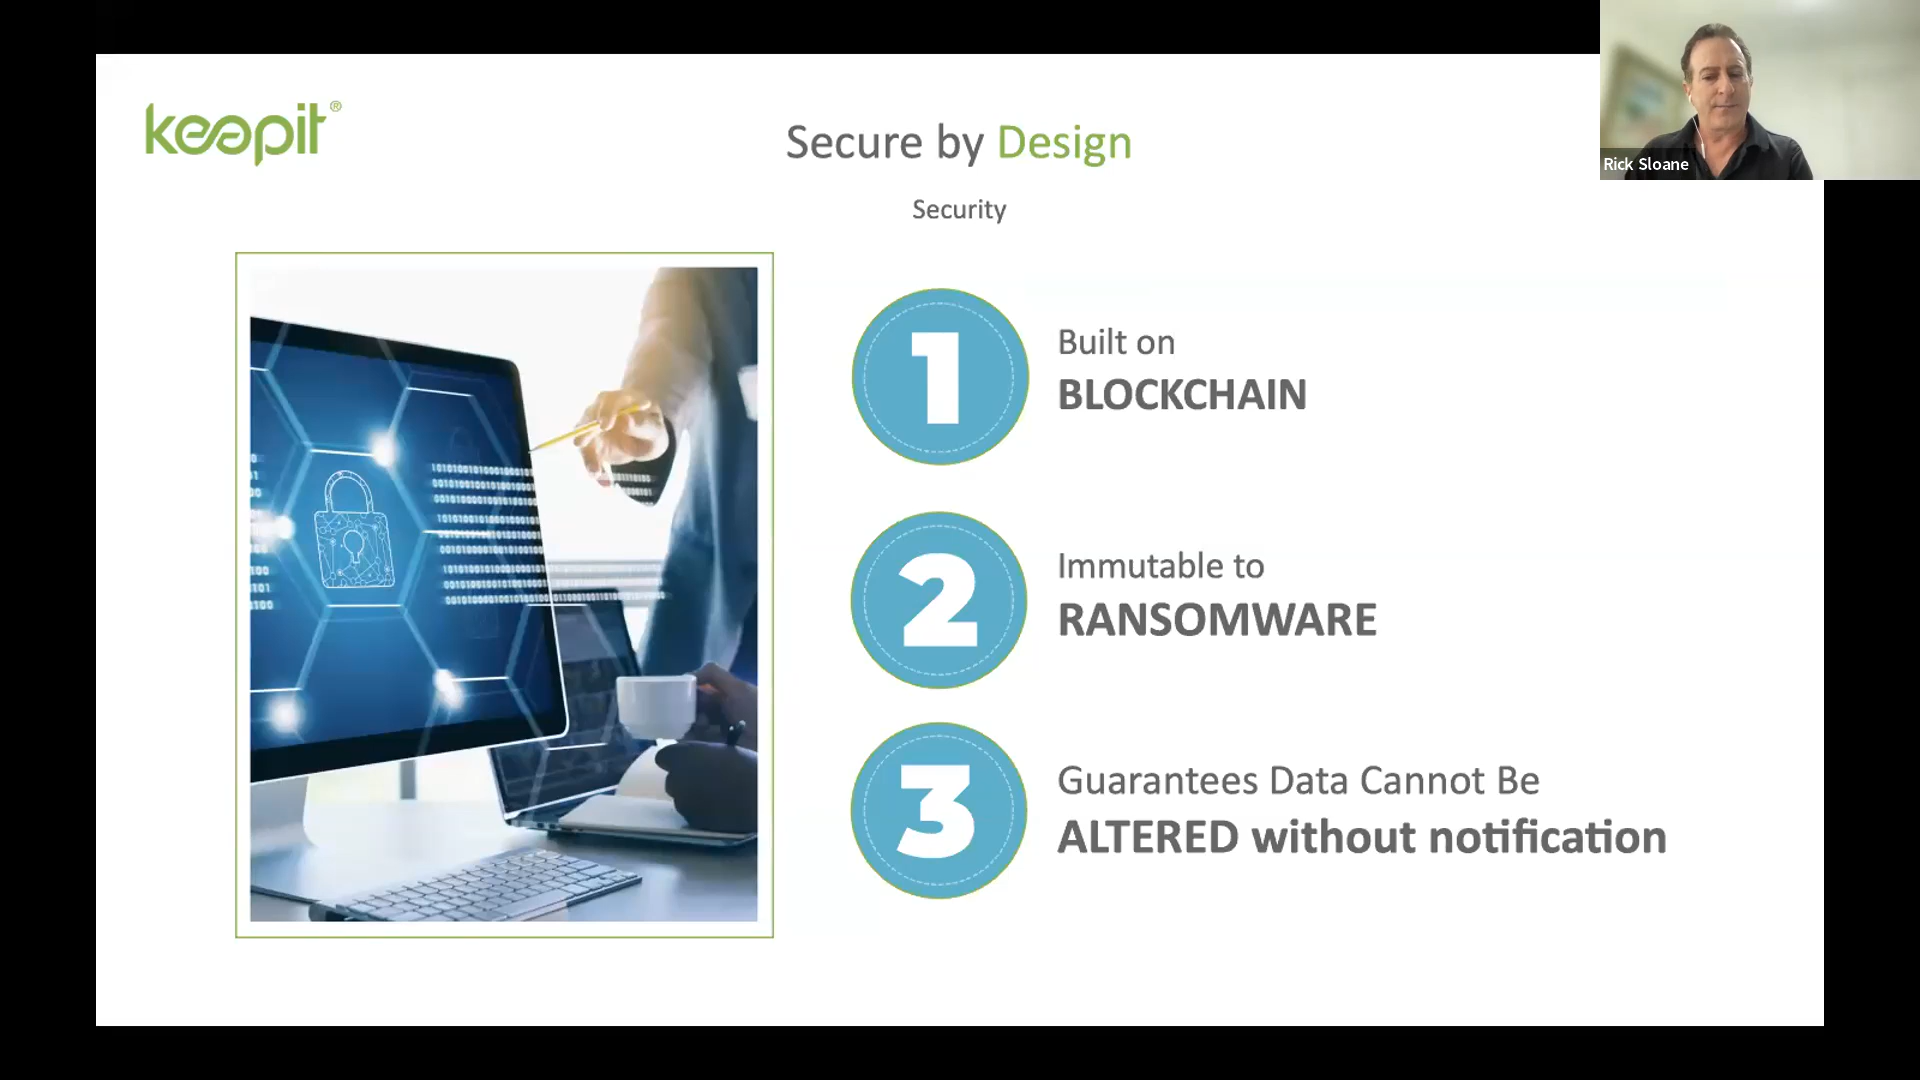 keepit®
Secure by Design
Security
Rick Sloane
1
Built on
BLOCKCHAIN
2
Immutable to
RANSOMWARE
3
Guarantees Data Cannot Be
ALTERED without notification